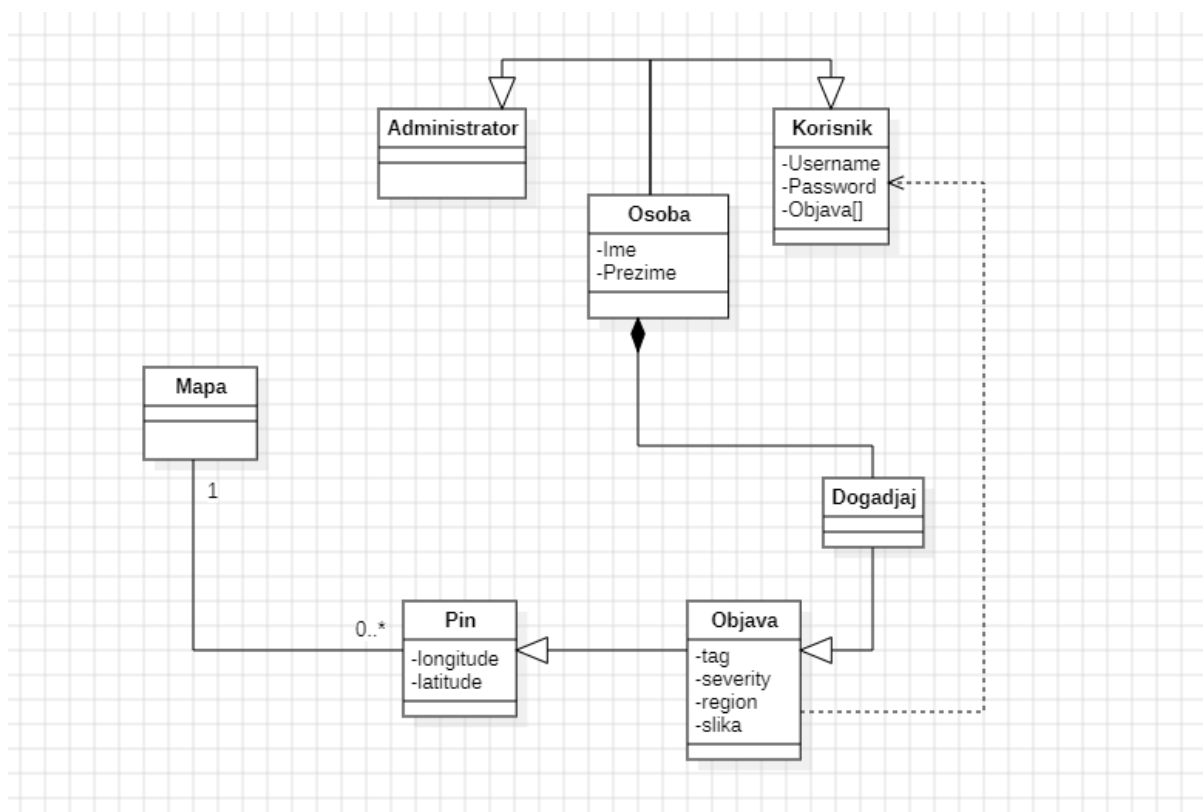 Administrator
Korisnik
-Username
-Password
-Objava[]
Osoba
-Ime
-Prezime
Mapa
1
Dogadjaj
0..*
Pin
-longitude
-latitude
Objava
-tag
-severity
-region
-slika